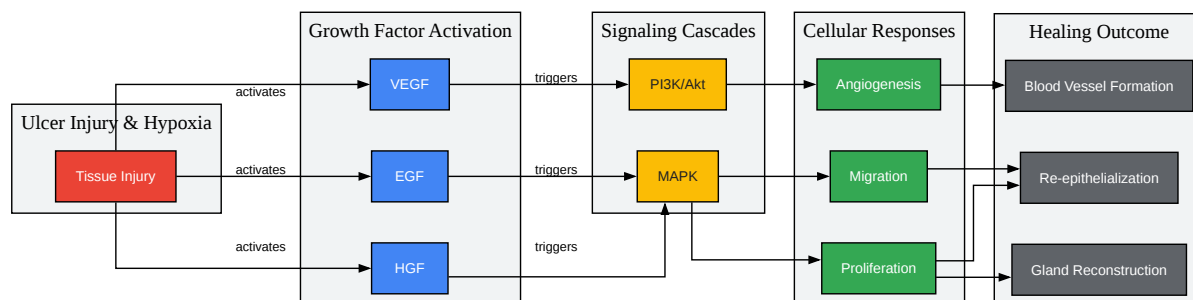 Growth Factor Activation
Signaling Cascades
Cellular Responses
Healing Outcome
VEGF
triggers
PI3K/Akt
Angiogenesis
Blood Vessel Formation
activates
Ulcer Injury & Hypoxia
Tissue Injury
activates
EGF
triggers
MAPK
Migration
Re-epithelialization
activates
HGF
triggers
Proliferation
Gland Reconstruction